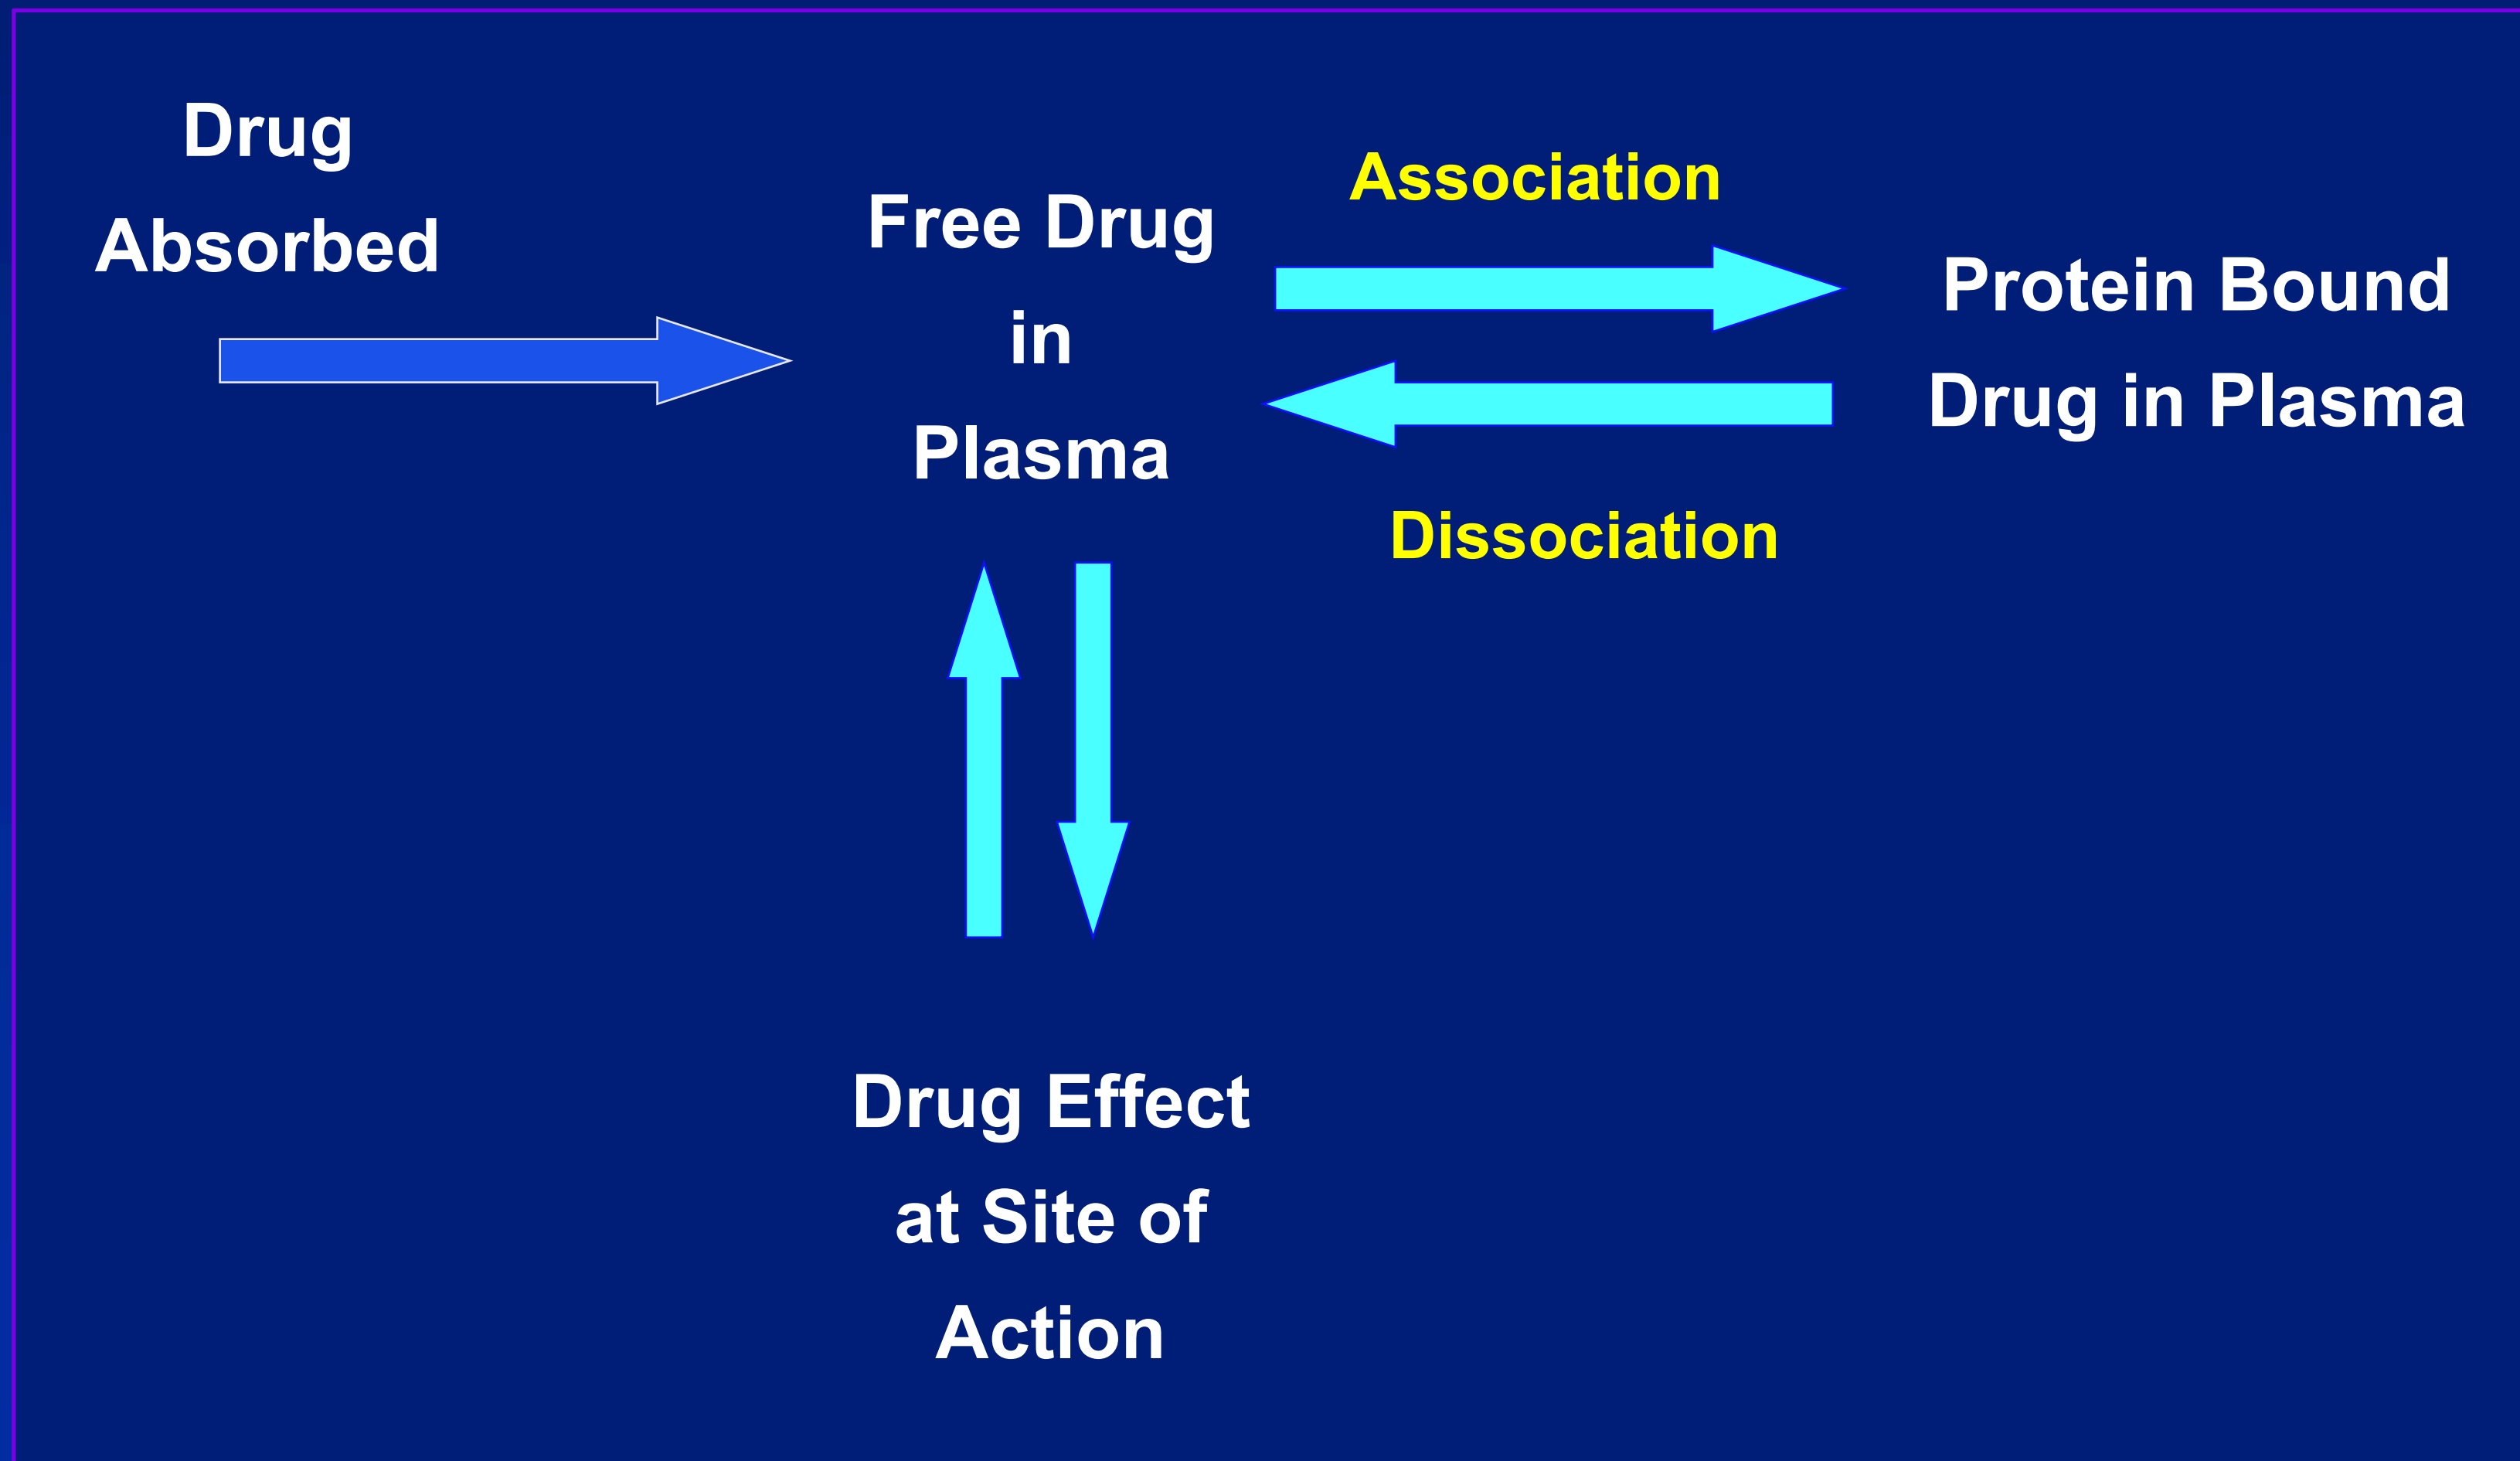 Drug
Absorbed
Free Drug
in
Plasma
Association
Protein Bound
Drug in Plasma
Dissociation
Drug Effect
at Site of
Action